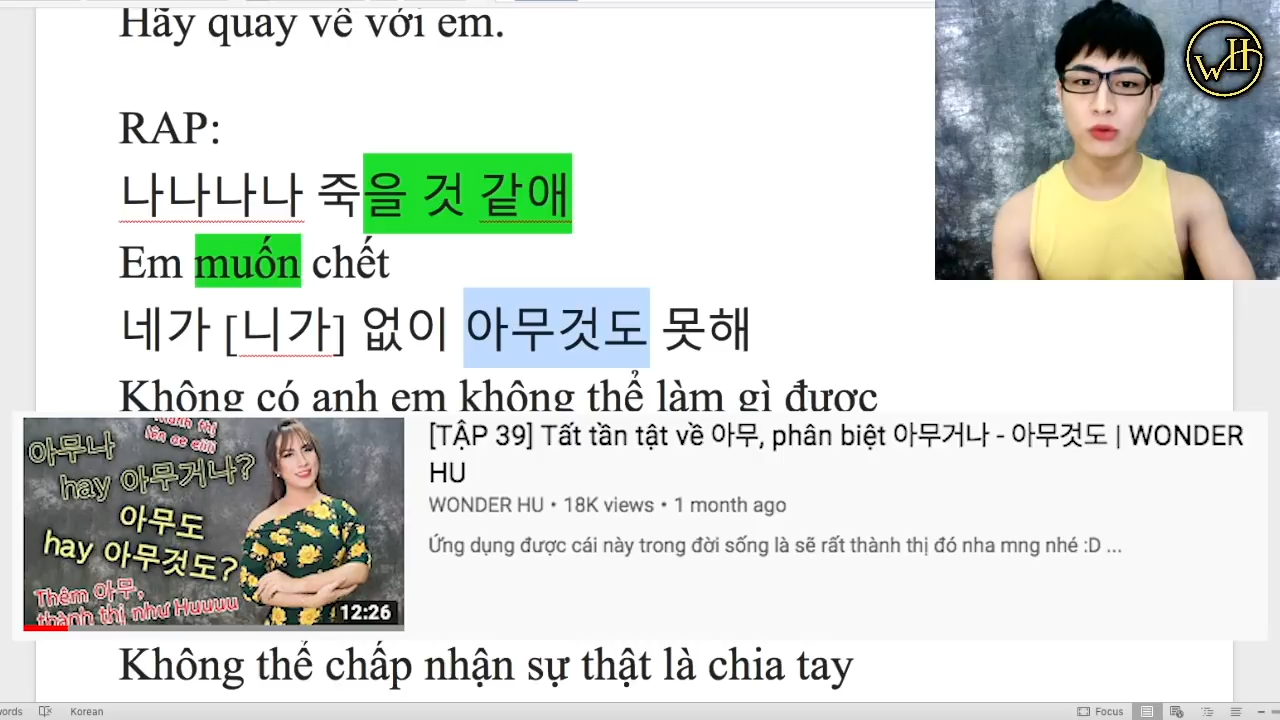 Hãy quay về với em.
RAP:
나나나나 죽을 것 같애
Em muốn chết
네가 [니가] 없이 아무것도 못해
Không có anh em không thể làm gì được
WH
[TẬP 39] Tất tần tật về 아무, phân biệt 아무거나 - 아무것도 | WONDER
HU
WONDER HU • 18K views • 1 month ago
Ứng dụng được cái này trong đời sống là sẽ rất thành thị đó nha mng nhé :D ...
thành thị
lên ae eiii
아무나
hay 아무거나?
아무도
hay 아무것도?
Thêm 아무,
thành thị như Huuuu
12:26
Không thể chấp nhận sự thật là chia tay
words
Korean
Focus